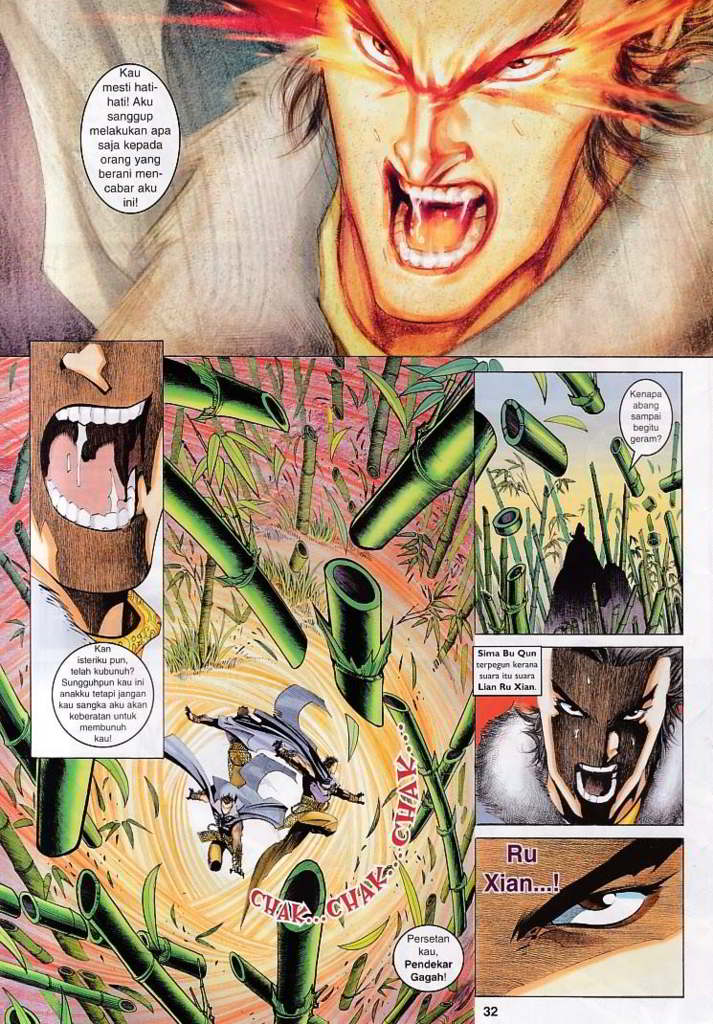 Kau
mesti hati-
hati! Aku
sanggup
melakukan apa
saja kepada
orang yang
berani men-
cabar aku
ini!
Kan
isteriku pun,
telah kubunuh?
Sungguhpun kau ini
anakku tetapi jangan
kau sangka aku akan
keberatan untuk
membunuh
kau!
CHAK...CHAK...CHAK...CHAK...
Persetan
kau,
Pendekar
Gagah!
Kenapa
abang
sampai
begitu
geram?
Sima Bu Qun
terpegun kerana
suara itu suara
Lian Ru Xian.
Ru
Xian...!
32